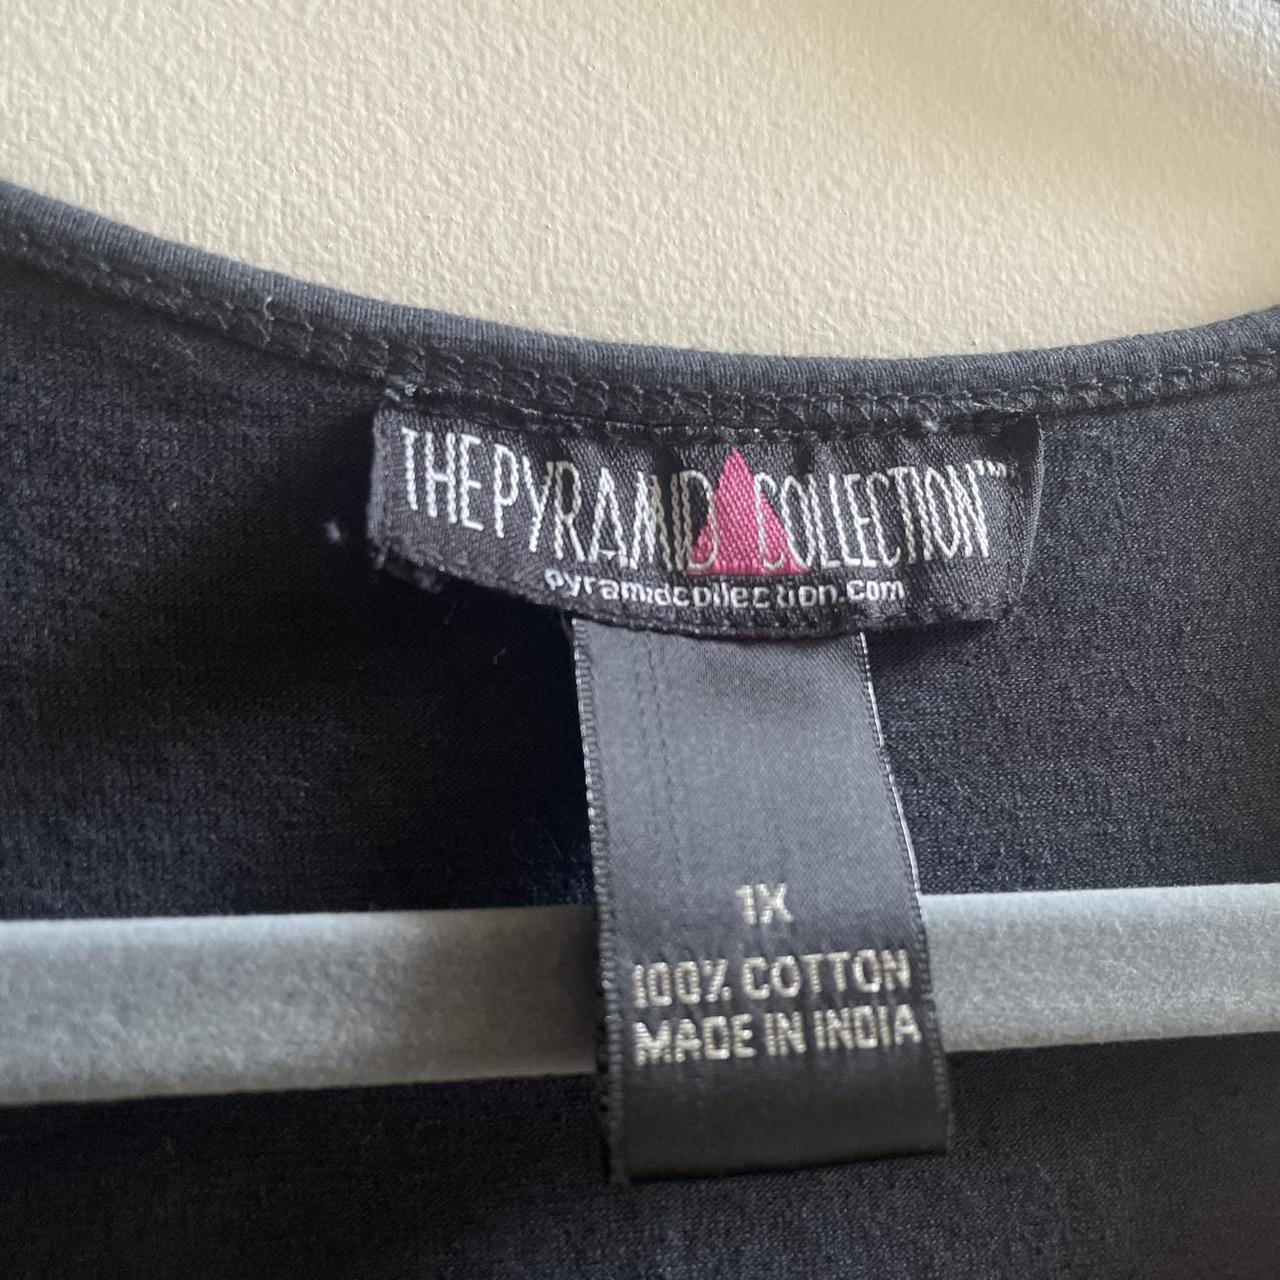 THE PYRAMID COLLECTION™
pyramidcollection.com
1X
100% COTTON
MADE IN INDIA